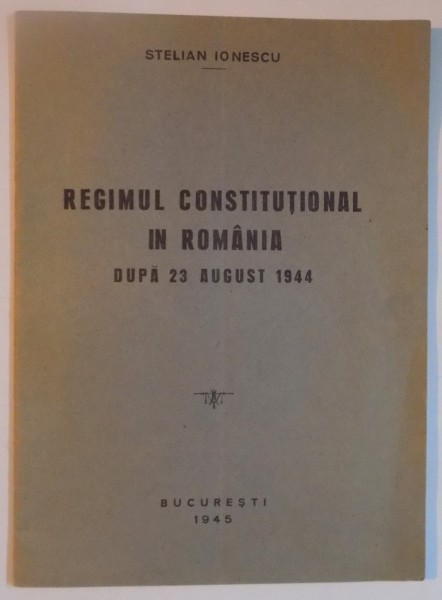 STELIAN IONESCU
REGIMUL CONSTITUȚIONAL
IN ROMÂNIA
DUPĂ 23 AUGUST 1944
BUCUREȘTI
1945